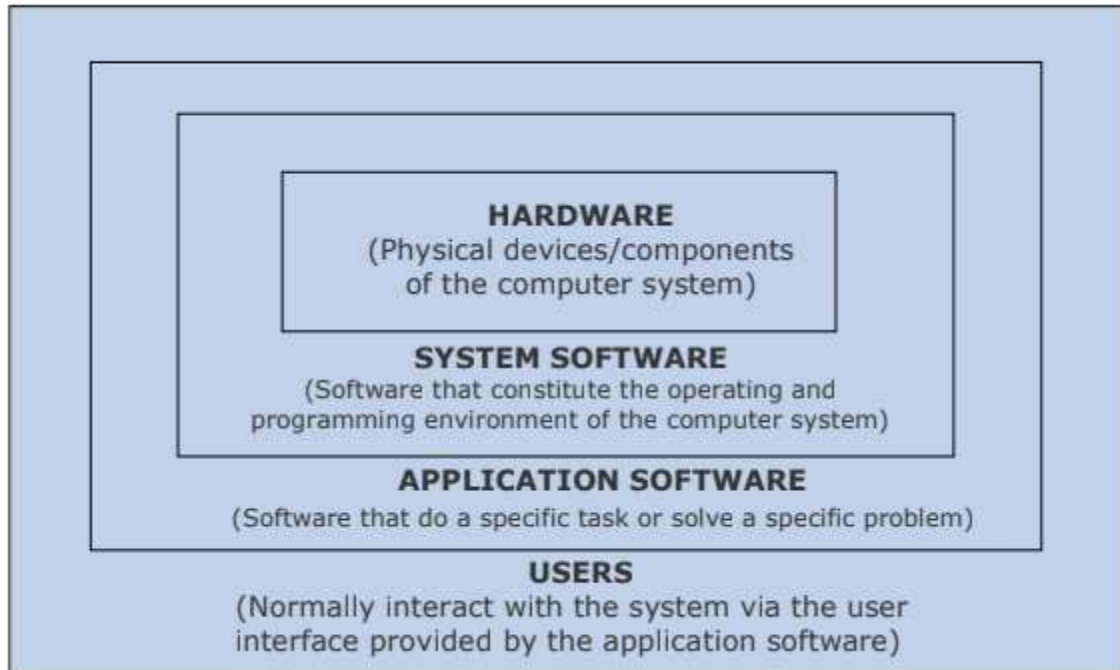 HARDWARE
(Physical devices/components
of the computer system)
SYSTEM SOFTWARE
(Software that constitute the operating and
programming environment of the computer system)
APPLICATION SOFTWARE
(Software that do a specific task or solve a specific problem)
USERS
(Normally interact with the system via the user
interface provided by the application software)